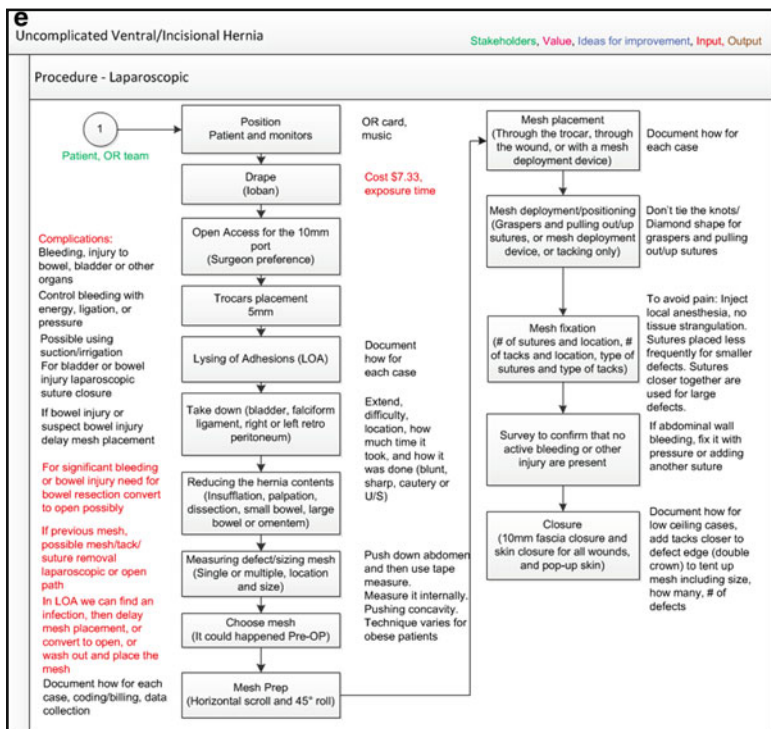 e
Uncomplicated Ventral/Incisional Hernia
Stakeholders, Value, Ideas for improvement, Input, Output
Procedure - Laparoscopic
1
Patient, OR team
Position
Patient and monitors
OR card,
music
Drape
(Ioban)
Cost $7.33,
exposure time
Open Access for the 10mm
port
(Surgeon preference)
Trocars placement
5mm
Lysing of Adhesions (LOA)
Document
how for
each case
Take down (bladder, falciform
ligament, right or left retro
peritoneum)
Extend,
difficulty,
location, how
much time it
took, and how it
was done (blunt,
sharp, cautery or
U/S)
Reducing the hernia contents
(Insufflation, palpation,
dissection, small bowel, large
bowel or omentem)
Measuring defect/sizing mesh
(Single or multiple, location
and size)
Push down abdomen
and then use tape
measure.
Measure it internally.
Pushing concavity.
Technique varies for
obese patients
Choose mesh
(It could happened Pre-OP)
Mesh Prep
(Horizontal scroll and 45° roll)
Complications:
Bleeding, injury to
bowel, bladder or other
organs
Control bleeding with
energy, ligation, or
pressure
Possible using
suction/irrigation
For bladder or bowel
injury laparoscopic
suture closure
If bowel injury or
suspect bowel injury
delay mesh placement
For significant bleeding
or bowel injury need for
bowel resection convert
to open possibly
If previous mesh,
possible mesh/tack/
suture removal
laparoscopic or open
path
In LOA we can find an
infection, then delay
mesh placement, or
convert to open, or
wash out and place the
mesh
Document how for each
case, coding/billing, data
collection
Mesh placement
(Through the trocar, through
the wound, or with a mesh
deployment device)
Document how for
each case
Mesh deployment/positioning
(Graspers and pulling out/up
sutures, or mesh deployment
device, or tacking only)
Don't tie the knots/
Diamond shape for
graspers and pulling
out/up sutures
Mesh fixation
(# of sutures and location, #
of tacks and location, type of
sutures and type of tacks)
To avoid pain: Inject
local anesthesia, no
tissue strangulation.
Sutures placed less
frequently for smaller
defects. Sutures
closer together are
used for large
defects.
Survey to confirm that no
active bleeding or other
injury are present
If abdominal wall
bleeding, fix it with
pressure or adding
another suture
Closure
(10mm fascia closure and
skin closure for all wounds,
and pop-up skin)
Document how for
low ceiling cases,
add tacks closer to
defect edge (double
crown) to tent up
mesh including size,
how many, # of
defects